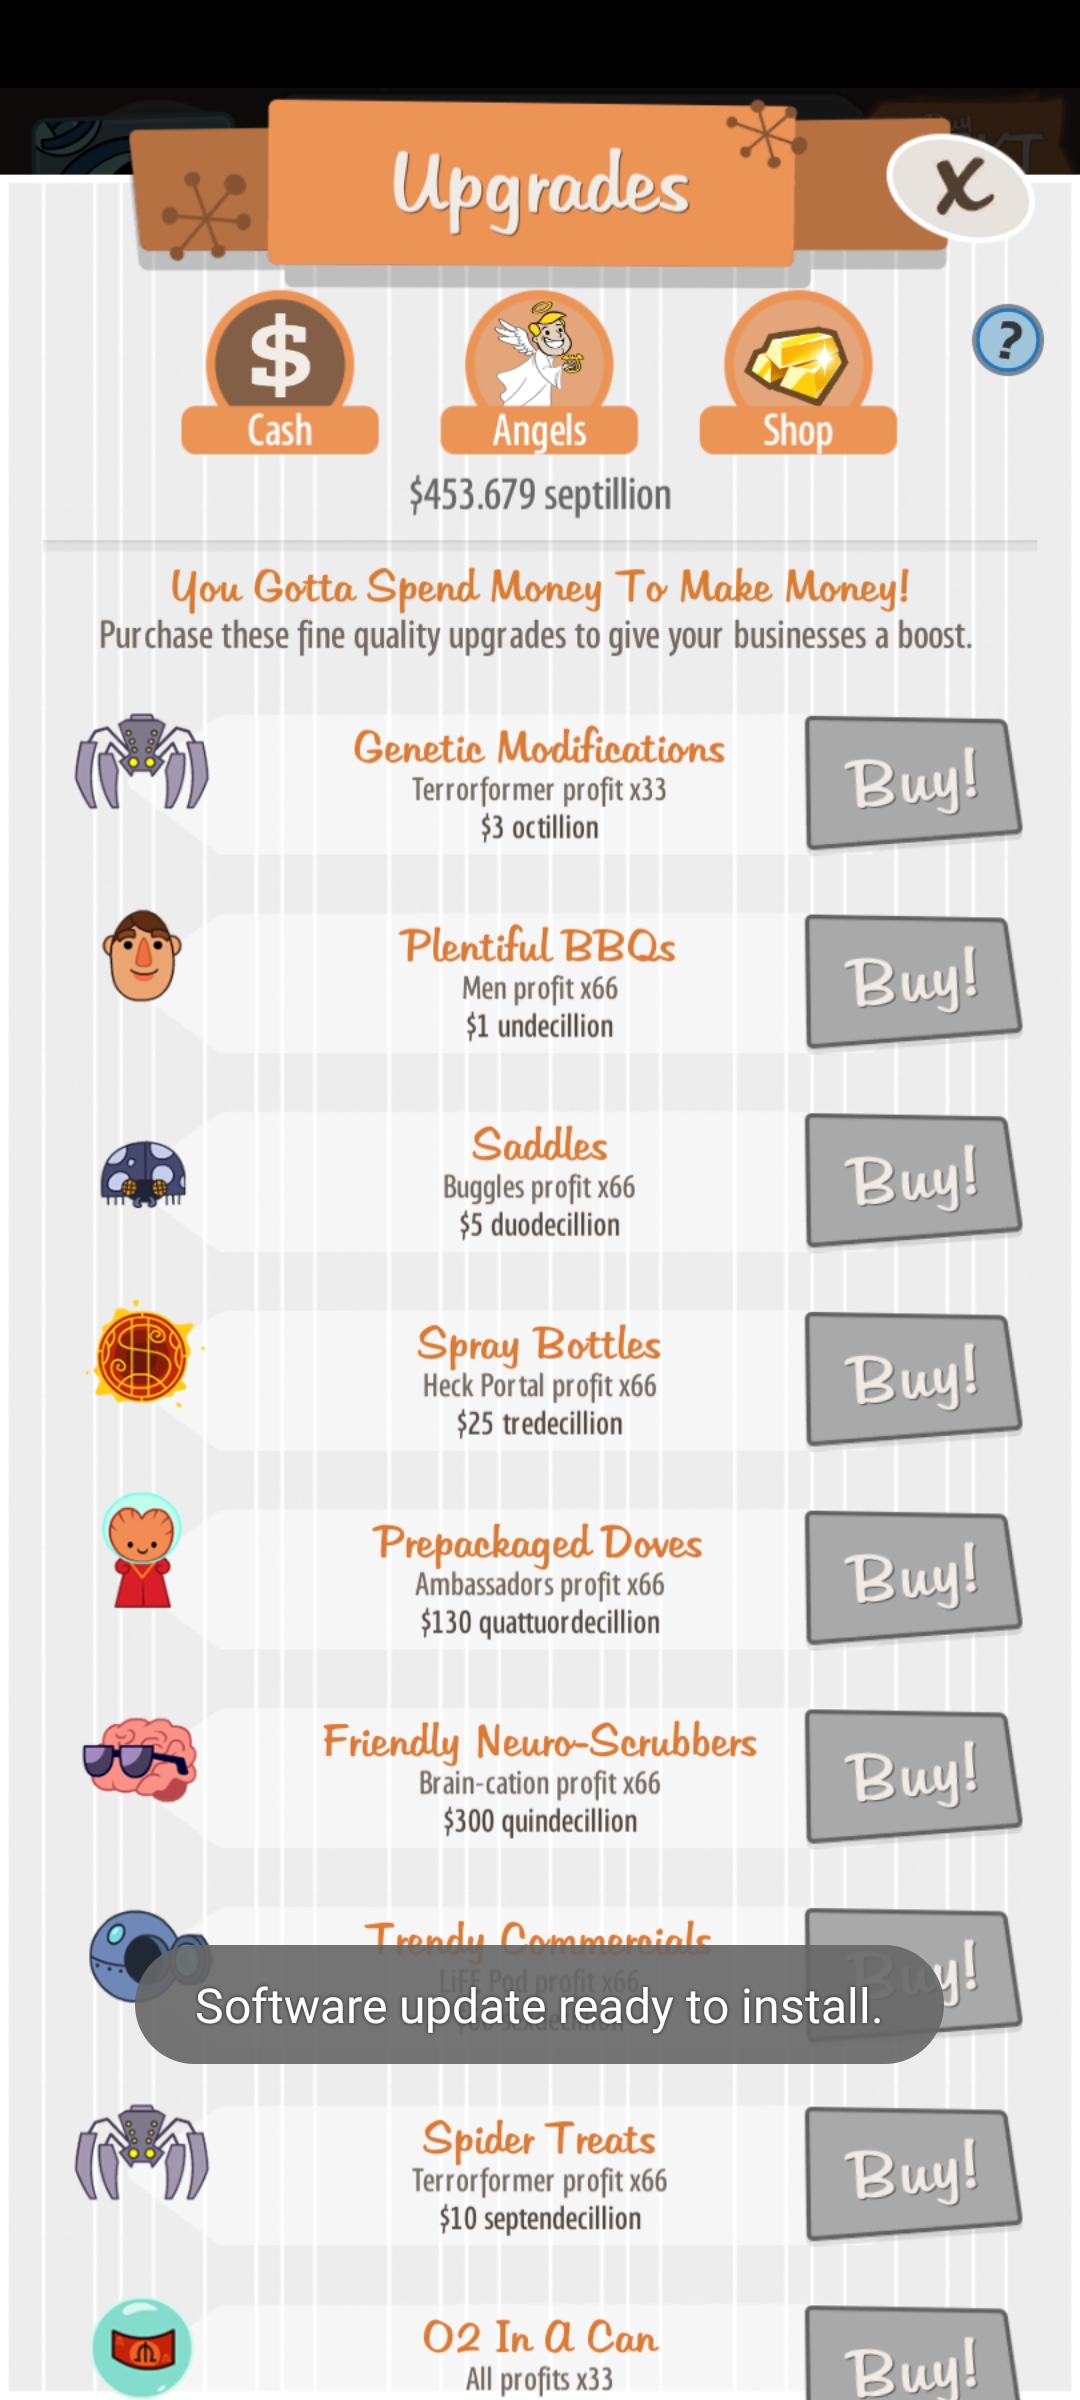 Upgrades
X
$
?
Cash
Angels
Shop
$453.679 septillion
You Gotta Spend Money To Make Money!
Purchase these fine quality upgrades to give your businesses a boost.
Genetic Modifications
Terrorformer profit x33
$3 octillion
Buy!
Plentiful BBQs
Men profit x66
$1 undecillion
Buy!
Saddles
Buggles profit x66
$5 duodecillion
Buy!
Spray Bottles
Heck Portal profit x66
$25 tredecillion
Buy!
Prepackaged Doves
Ambassadors profit x66
$130 quattuordecillion
Buy!
Friendly Neuro-Scrubbers
Brain-cation profit x66
$300 quindecillion
Buy!
Trendy Commercials
LiFE Pod profit x66
Buy!
Software update ready to install.
Spider Treats
Terrorformer profit x66
$10 septendecillion
Buy!
O2 In A Can
All profits x33
Buy!